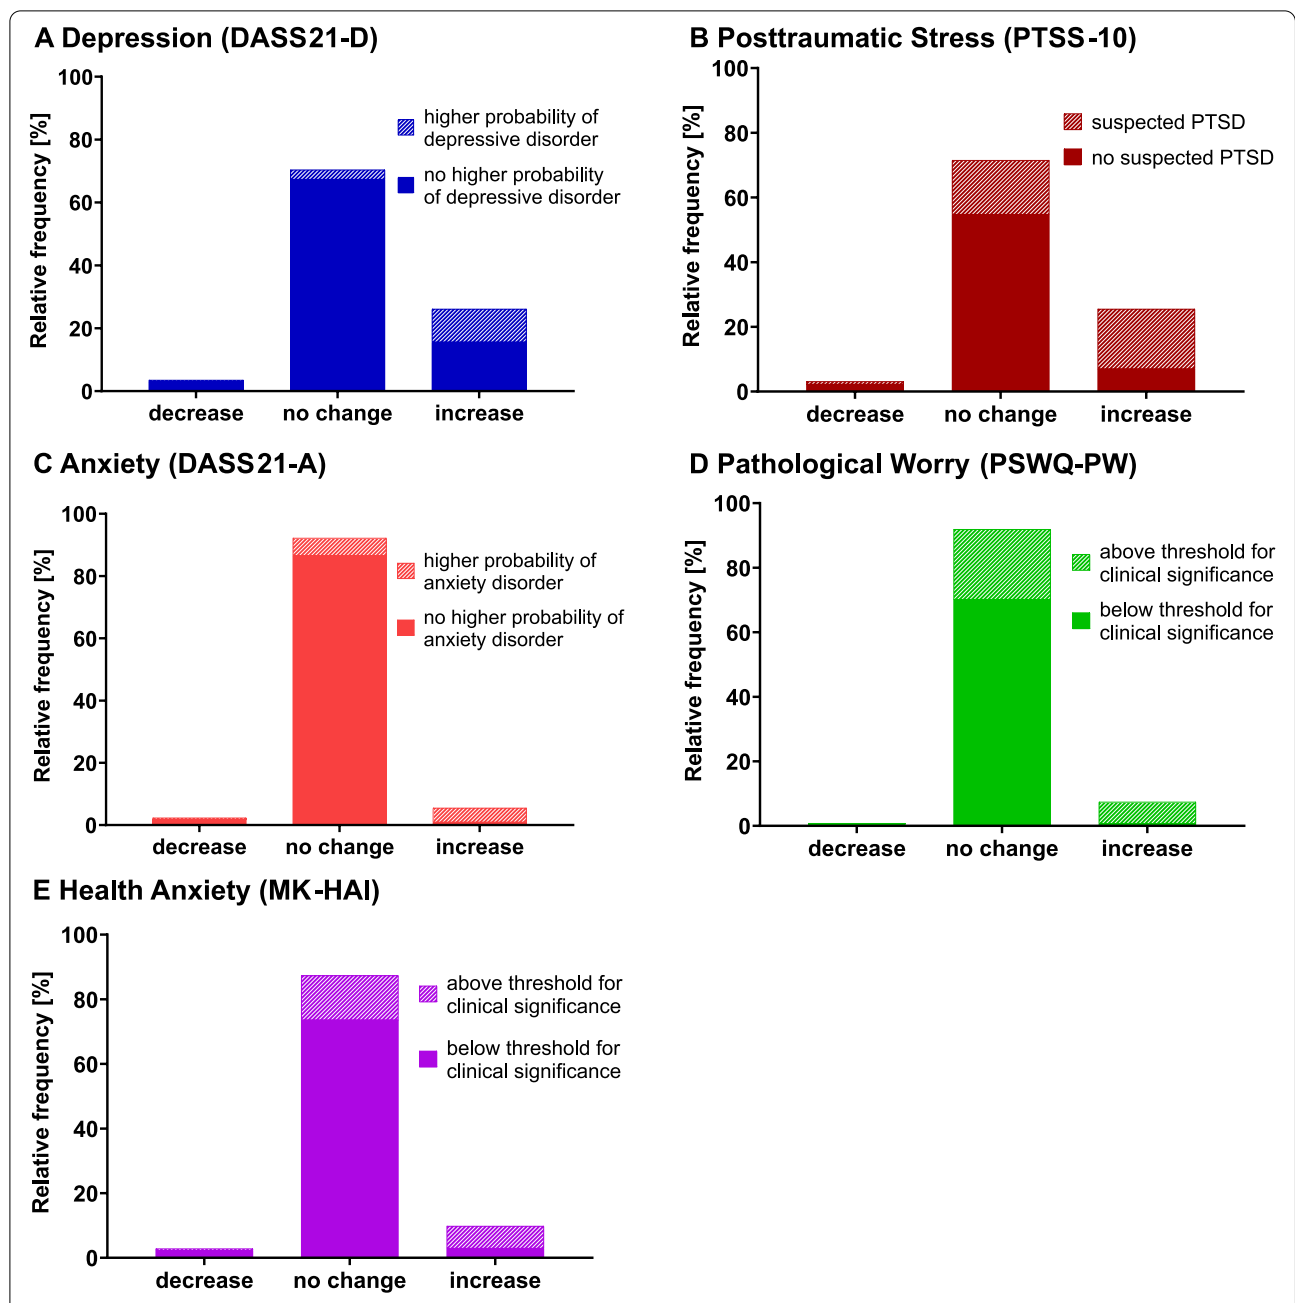 A Depression (DASS21-D)
Relative frequency [%]
100
80
60
40
20
0
higher probability of
depressive disorder
no higher probability
of depressive disorder
decrease
no change
increase
B Posttraumatic Stress (PTSS-10)
Relative frequency [%]
100
80
60
40
20
0
suspected PTSD
no suspected PTSD
decrease
no change
increase
C Anxiety (DASS21-A)
Relative frequency [%]
100
80
60
40
20
0
higher probability of
anxiety disorder
no higher probability of
anxiety disorder
decrease
no change
increase
D Pathological Worry (PSWQ-PW)
Relative frequency [%]
100
80
60
40
20
0
above threshold for
clinical significance
below threshold for
clinical significance
decrease
no change
increase
E Health Anxiety (MK-HAI)
Relative frequency [%]
100
80
60
40
20
0
above threshold for
clinical significance
below threshold for
clinical significance
decrease
no change
increase